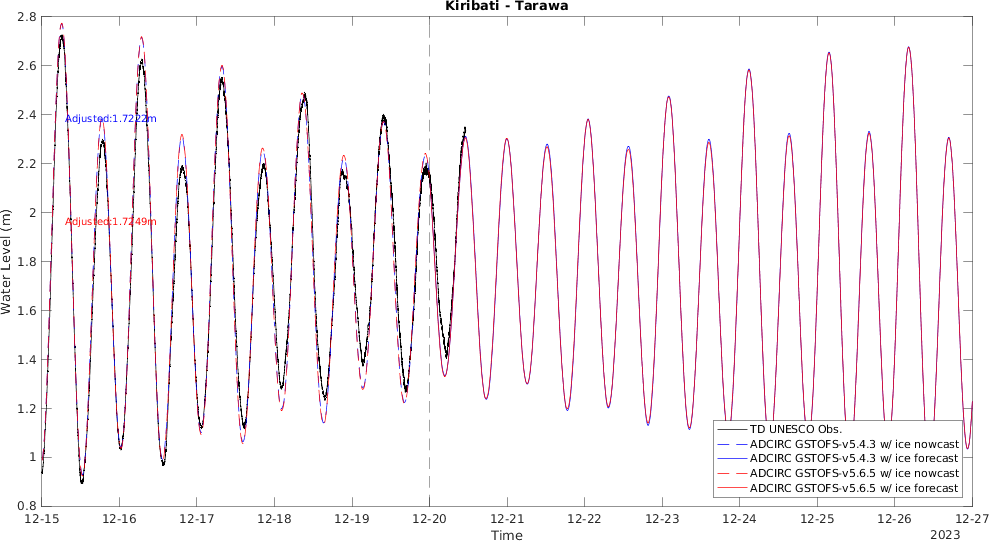 Kiribati - Tarawa
2.8
2.6
2.4
2.2
2
1.8
1.6
1.4
1.2
1
0.8
Water Level (m)
Adjusted:1.7222m
Adjusted:1.7249m
TD UNESCO Obs.
ADCIRC GSTOFS-v5.4.3 w/ ice nowcast
ADCIRC GSTOFS-v5.4.3 w/ ice forecast
ADCIRC GSTOFS-v5.6.5 w/ ice nowcast
ADCIRC GSTOFS-v5.6.5 w/ ice forecast
12-15 12-16 12-17 12-18 12-19 12-20 12-21 12-22 12-23 12-24 12-25 12-26 12-27
Time
2023